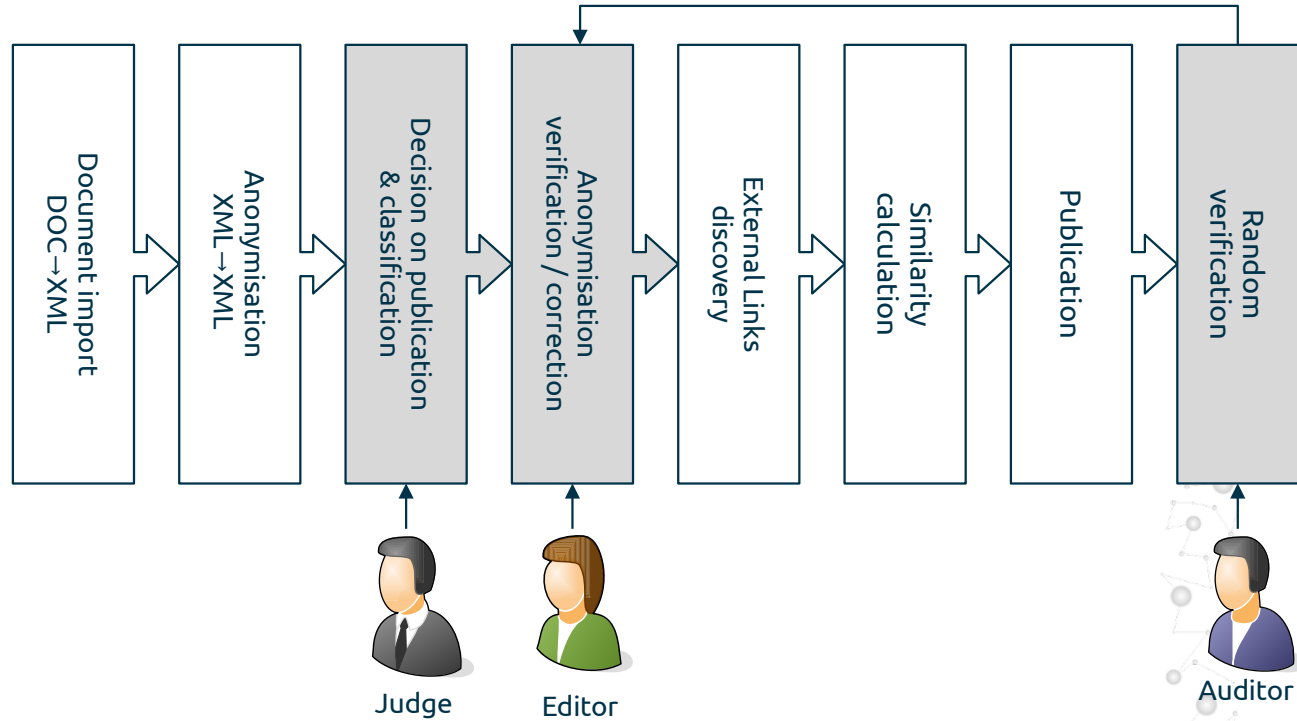 Document import
DOC→XML
Anonymisation
XML→XML
Decision on publication
& classification
Anonymisation
verification / correction
External Links
discovery
Similarity
calculation
Publication
Random
verification
Judge
Editor
Auditor